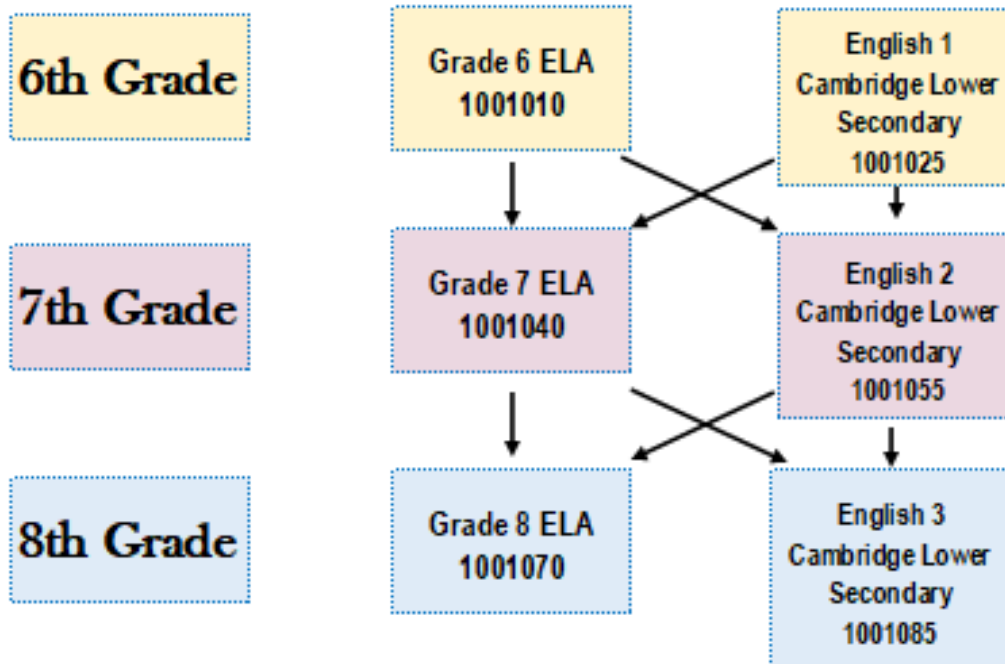 6th Grade
Grade 6 ELA
1001010
English 1
Cambridge Lower
Secondary
1001025
7th Grade
Grade 7 ELA
1001040
English 2
Cambridge Lower
Secondary
1001055
8th Grade
Grade 8 ELA
1001070
English 3
Cambridge Lower
Secondary
1001085